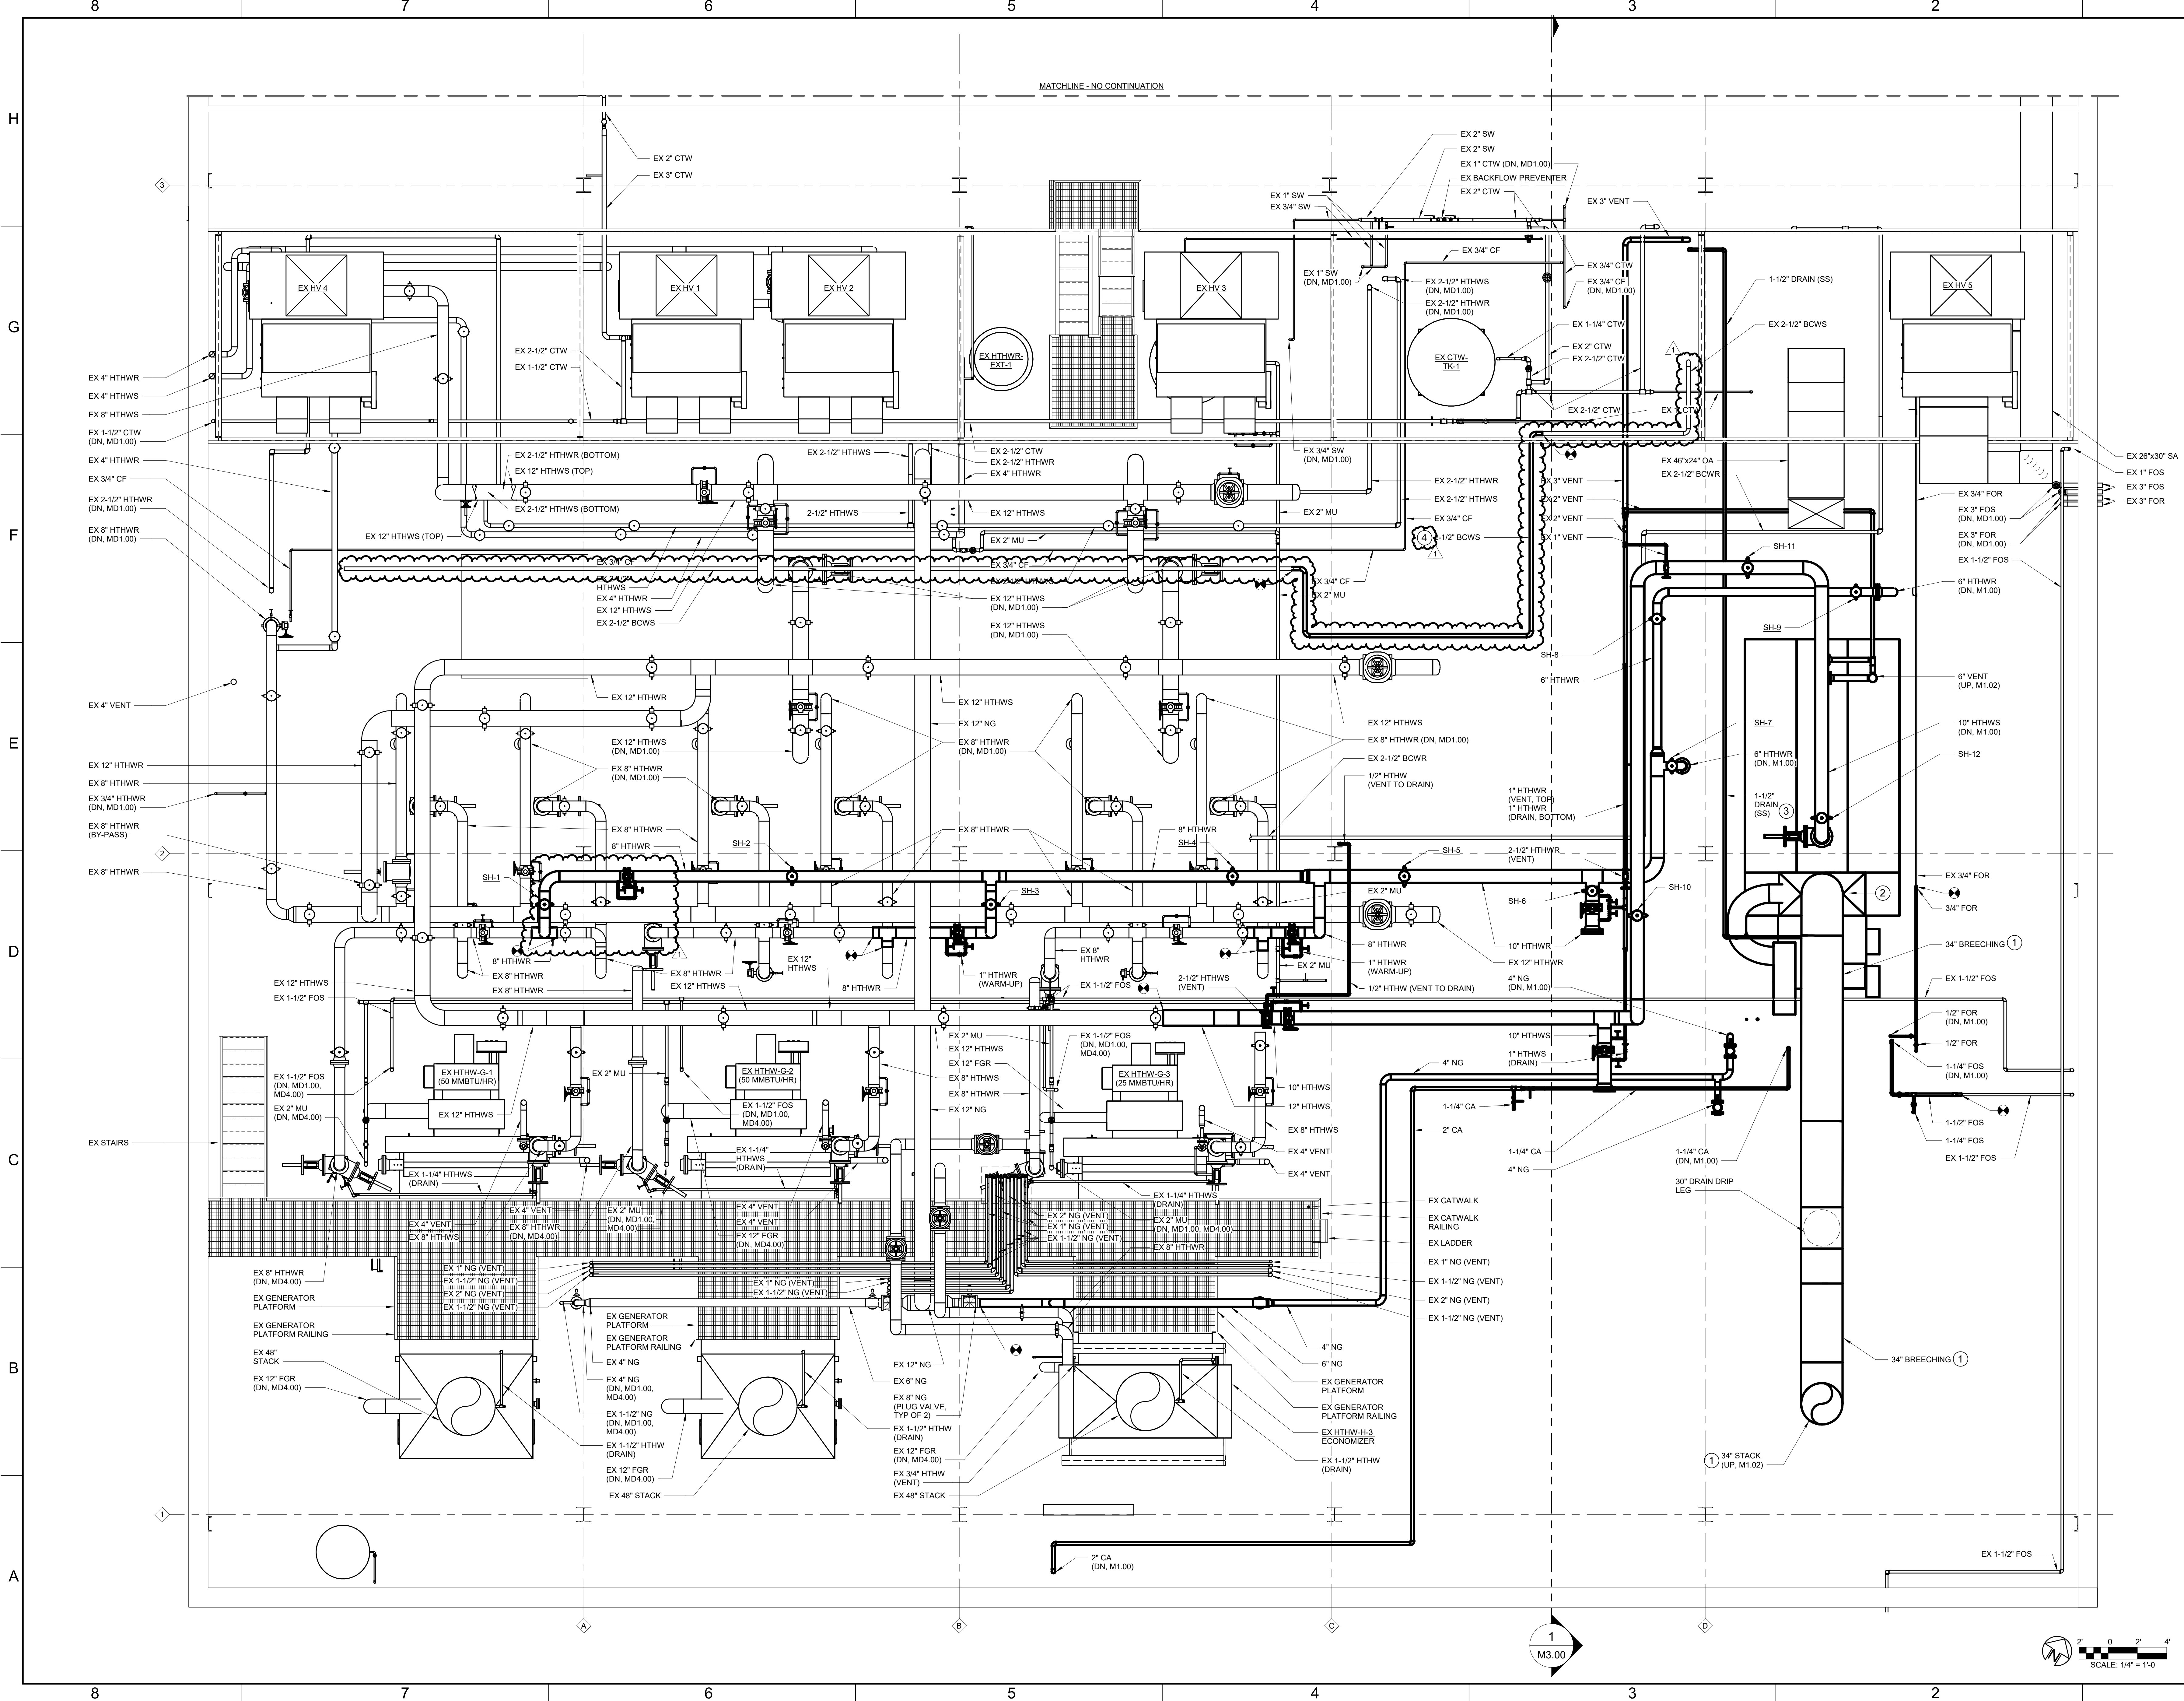 8 7 6 5 4 3 2
H
MATCHLINE - NO CONTINUATION
EX 2" CTW
EX 3" CTW
3
EX 2" SW
EX 2" SW
EX 1" CTW (DN, MD1.00)
EX BACKFLOW PREVENTER
EX 2" CTW
EX 1" SW
EX 3/4" SW
EX 3" VENT
EX 3/4" CF
EX 3/4" CTW
EX 3/4" CF
(DN, MD1.00)
EX 1" SW
(DN, MD1.00)
EX 2-1/2" HTHWS
(DN, MD1.00)
EX 2-1/2" HTHWR
(DN, MD1.00)
1-1/2" DRAIN (SS)
EX HV 4
EX HV 1
EX HV 2
EX HV 3
EX HV 5
G
EX 1-1/4" CTW
EX 2-1/2" BCWS
EX 2" CTW
EX 2-1/2" CTW
1
EX 2-1/2" CTW
EX 1-1/2" CTW
EX HTHWR-
EXT-1
EX CTW-
TK-1
EX 4" HTHWR
EX 4" HTHWS
EX 8" HTHWS
EX 2-1/2" CTW
EX 1" CTW
EX 1-1/2" CTW
(DN, MD1.00)
EX 4" HTHWR
EX 3/4" CF
EX 2-1/2" HTHWR
(DN, MD1.00)
EX 8" HTHWR
(DN, MD1.00)
EX 2-1/2" HTHWR (BOTTOM)
EX 12" HTHWS (TOP)
EX 2-1/2" HTHWS (BOTTOM)
EX 12" HTHWS (TOP)
EX 2-1/2" HTHWS
EX 2-1/2" CTW
EX 2-1/2" HTHWR
EX 4" HTHWR
2-1/2" HTHWS
EX 12" HTHWS
EX 2" MU
EX 3/4" SW
(DN, MD1.00)
EX 2-1/2" HTHWR
EX 2-1/2" HTHWS
EX 2" MU
EX 3/4" CF
4
2-1/2" BCWS
1
EX 46"x24" OA
EX 2-1/2" BCWR
EX 3" VENT
EX 2" VENT
EX 2" VENT
EX 1" VENT
EX 26"x30" SA
EX 1" FOS
EX 3" FOS
EX 3" FOR
EX 3/4" FOR
EX 3" FOS
(DN, MD1.00)
EX 3" FOR
(DN, MD1.00)
EX 1-1/2" FOS
F
SH-11
EX 3/4" CF
EX 2-1/2"
HTHWS
EX 4" HTHWR
EX 12" HTHWS
EX 2-1/2" BCWS
EX 3/4" CF
EX 2-1/2" HTHWS
EX 12" HTHWS
(DN, MD1.00)
EX 12" HTHWS
(DN, MD1.00)
EX 3/4" CF
EX 2" MU
6" HTHWR
(DN, M1.00)
SH-9
SH-8
6" HTHWR
6" VENT
(UP, M1.02)
EX 4" VENT
EX 12" HTHWR
EX 12" HTHWS
EX 12" NG
EX 12" HTHWS
SH-7
10" HTHWS
(DN, M1.00)
SH-12
E
EX 12" HTHWS
(DN, MD1.00)
EX 8" HTHWR
(DN, MD1.00)
EX 8" HTHWR
(DN, MD1.00)
EX 8" HTHWR (DN, MD1.00)
EX 2-1/2" BCWR
1/2" HTHW
(VENT TO DRAIN)
6" HTHWR
(DN, M1.00)
EX 12" HTHWR
EX 8" HTHWR
EX 3/4" HTHWR
(DN, MD1.00)
EX 8" HTHWR
(BY-PASS)
1" HTHWR
(VENT, TOP)
1" HTHWR
(DRAIN, BOTTOM)
1-1/2"
DRAIN
(SS)
3
EX 8" HTHWR
8" HTHWR
SH-2
EX 8" HTHWR
8" HTHWR
SH-4
SH-5
2-1/2" HTHWR
(VENT)
2
EX 8" HTHWR
SH-1
SH-3
EX 2" MU
SH-6
SH-10
EX 3/4" FOR
2
3/4" FOR
D
1
8" HTHWR
EX 8" HTHWR
EX 8" HTHWR
EX 8" HTHWR
EX 12" HTHWS
EX 12"
HTHWS
8" HTHWR
1" HTHWR
(WARM-UP)
EX 8"
HTHWR
EX 1-1/2" FOS
2-1/2" HTHWS
(VENT)
EX 2" MU
8" HTHWR
1" HTHWR
(WARM-UP)
1/2" HTHW (VENT TO DRAIN)
10" HTHWR
EX 12" HTHWR
4" NG
(DN, M1.00)
34" BREECHING 1
EX 1-1/2" FOS
EX 12" HTHWS
EX 1-1/2" FOS
EX 2" MU
EX 12" HTHWS
EX 12" FGR
EX 8" HTHWS
EX 8" HTHWR
EX 12" NG
EX 1-1/2" FOS
(DN, MD1.00,
MD4.00)
10" HTHWS
1" HTHWS
(DRAIN)
4" NG
1/2" FOR
(DN, M1.00)
1/2" FOR
1-1/4" FOS
(DN, M1.00)
EX 1-1/2" FOS
(DN, MD1.00,
MD4.00)
EX 2" MU
(DN, MD4.00)
EX HTHW-G-1
(50 MMBTU/HR)
EX 2" MU
EX HTHW-G-2
(50 MMBTU/HR)
EX HTHW-G-3
(25 MMBTU/HR)
EX 12" HTHWS
EX 1-1/2" FOS
(DN, MD1.00,
MD4.00)
10" HTHWS
12" HTHWS
EX 8" HTHWS
1-1/4" CA
2" CA
1-1/2" FOS
1-1/4" FOS
EX 1-1/2" FOS
C
EX STAIRS
EX 1-1/4" HTHWS
(DRAIN)
EX 1-1/4"
HTHWS
(DRAIN)
EX 4" VENT
EX 4" VENT
1-1/4" CA
4" NG
1-1/4" CA
(DN, M1.00)
30" DRAIN DRIP
LEG
EX 4" VENT
EX 8" HTHWS
EX 4" VENT
EX 8" HTHWR
(DN, MD4.00)
EX 2" MU
(DN, MD1.00,
MD4.00)
EX 4" VENT
EX 4" VENT
EX 12" FGR
(DN, MD4.00)
EX 1-1/4" HTHWS
(DRAIN)
EX 2" NG (VENT)
EX 1" NG (VENT)
EX 1-1/2" NG (VENT)
EX 2" MU
(DN, MD1.00, MD4.00)
EX 8" HTHWR
EX CATWALK
EX CATWALK
RAILING
EX LADDER
EX 8" HTHWR
(DN, MD4.00)
EX GENERATOR
PLATFORM
EX GENERATOR
PLATFORM RAILING
EX 48"
STACK
EX 12" FGR
(DN, MD4.00)
EX 1" NG (VENT)
EX 1-1/2" NG (VENT)
EX 2" NG (VENT)
EX 1-1/2" NG (VENT)
EX 1" NG (VENT)
EX 1-1/2" NG (VENT)
EX 1" NG (VENT)
EX 1-1/2" NG (VENT)
EX 2" NG (VENT)
EX 1-1/2" NG (VENT)
B
EX GENERATOR
PLATFORM
EX GENERATOR
PLATFORM RAILING
EX 4" NG
EX 4" NG
(DN, MD1.00,
MD4.00)
EX 1-1/2" NG
(DN, MD1.00,
MD4.00)
EX 1-1/2" HTHW
(DRAIN)
EX 12" FGR
(DN, MD4.00)
EX 48" STACK
EX 12" NG
EX 6" NG
EX 8" NG
(PLUG VALVE,
TYP OF 2)
EX 1-1/2" HTHW
(DRAIN)
EX 12" FGR
(DN, MD4.00)
EX 3/4" HTHW
(VENT)
EX 48" STACK
4" NG
6" NG
EX GENERATOR
PLATFORM
EX GENERATOR
PLATFORM RAILING
EX HTHW-H-3
ECONOMIZER
EX 1-1/2" HTHW
(DRAIN)
34" BREECHING 1
1 34" STACK
(UP, M1.02)
1
A
2" CA
(DN, M1.00)
EX 1-1/2" FOS
A B C D
1
M3.00
2' 0 2' 4'
SCALE: 1/4" = 1'-0
8 7 6 5 4 3 2